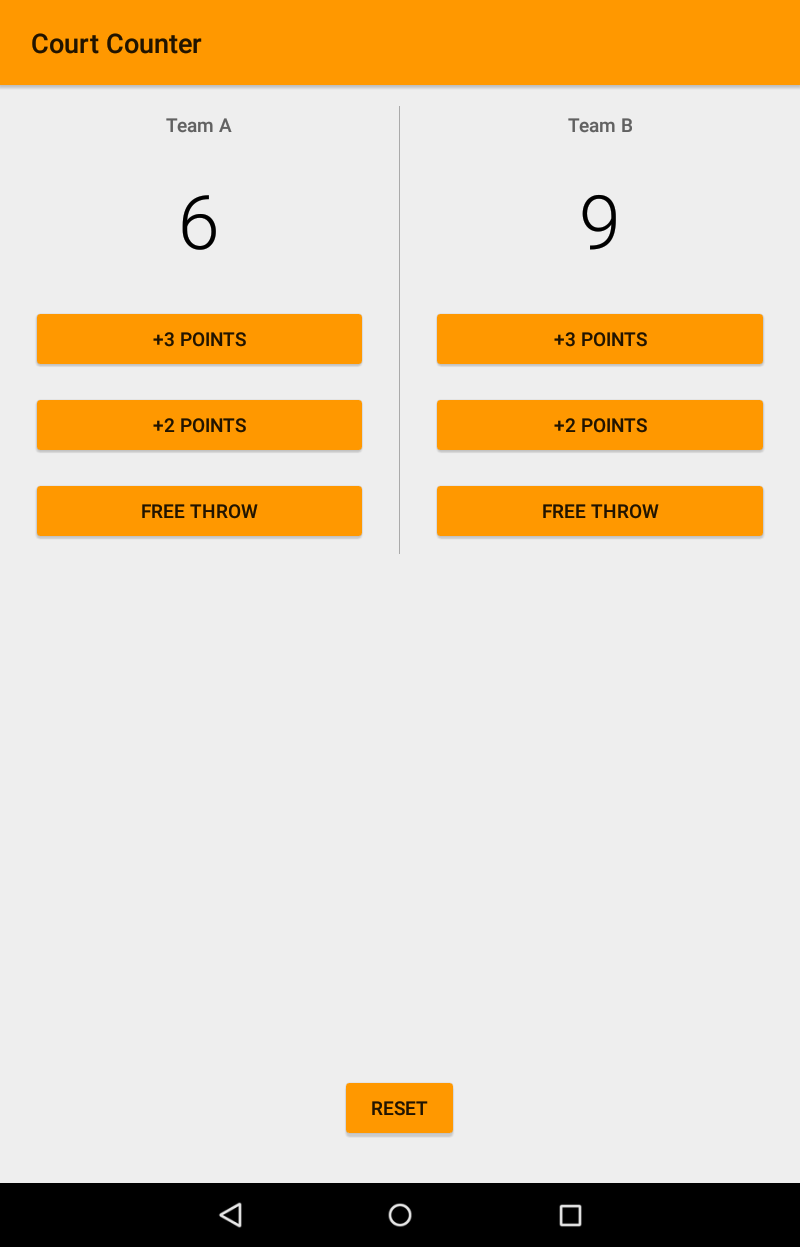 Court Counter
Team A
6
+3 POINTS
+2 POINTS
FREE THROW
Team B
9
+3 POINTS
+2 POINTS
FREE THROW
RESET